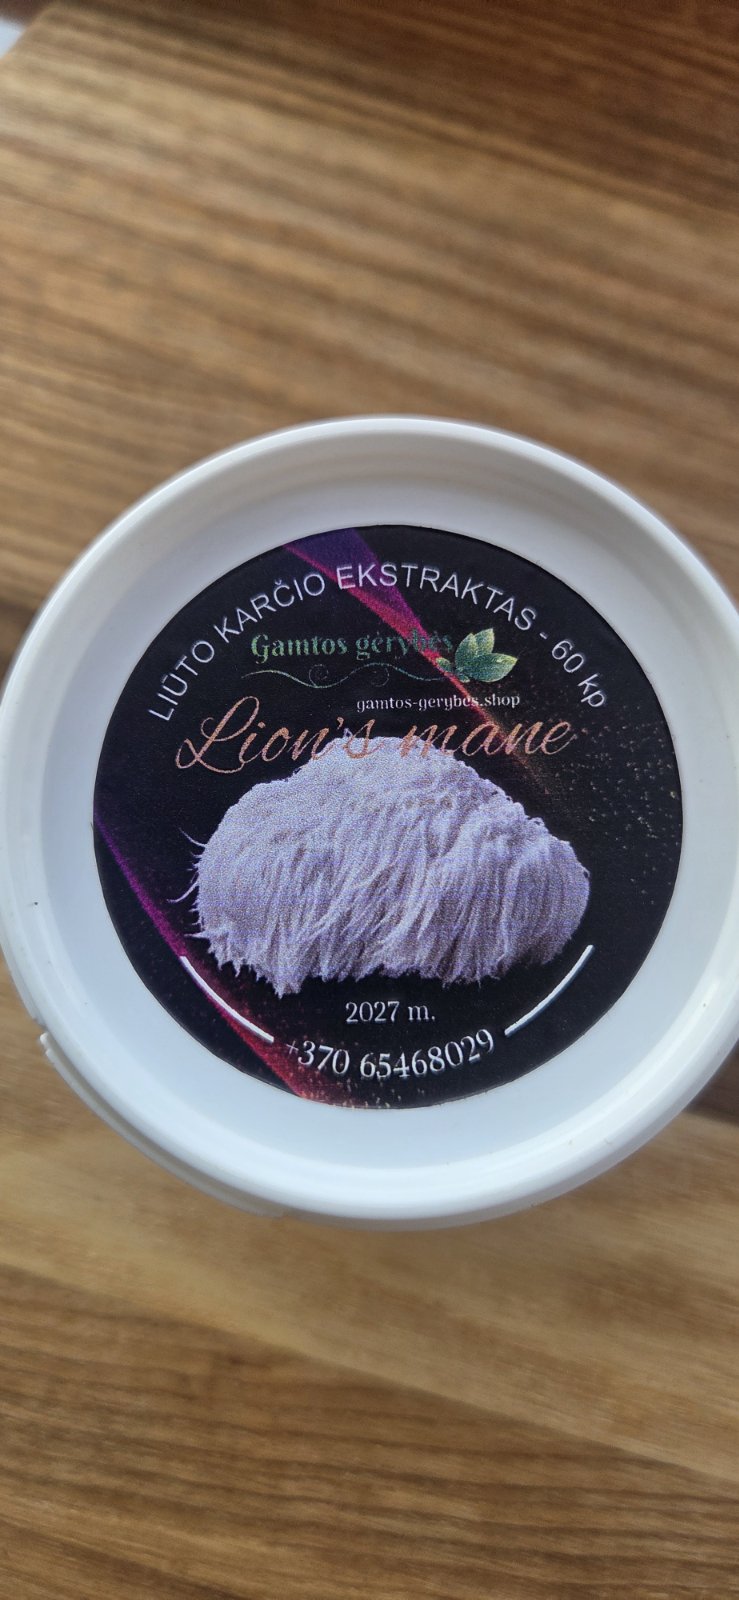 LIŪTO KARČIO EKSTRAKTAS - 60 kp
Gamtos gėrybės
gamtos-gerybes.shop
Lion's mane
2027 m.
+370 65468029